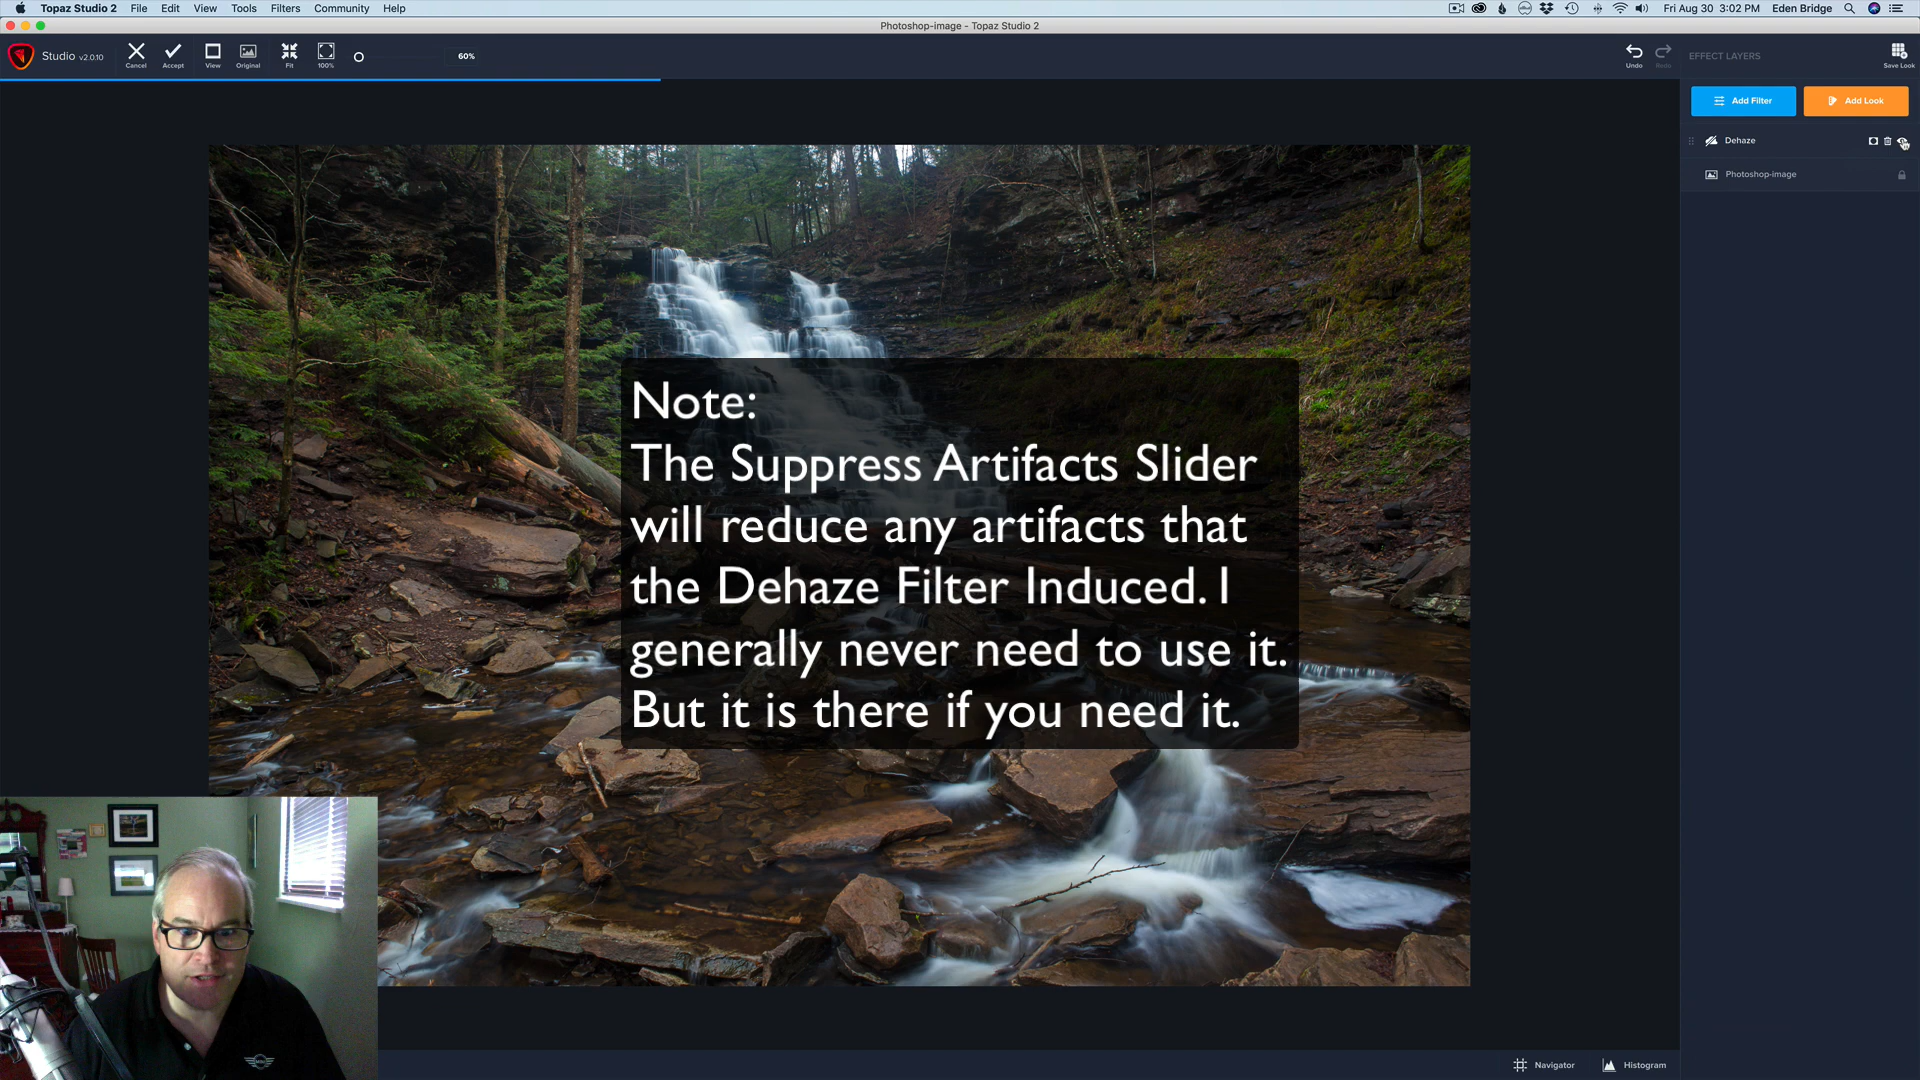 Topaz Studio 2 File Edit View Tools Filters Community Help
Fri Aug 30 3:02 PM Eden Bridge
Photoshop-image - Topaz Studio 2
Studio v2.0.10
Cancel Accept View Original Fit 100% 60%
Undo Redo
EFFECT LAYERS
Save Look
Add Filter Add Look
Dehaze
Photoshop-image
Note:
The Suppress Artifacts Slider
will reduce any artifacts that
the Dehaze Filter Induced. I
generally never need to use it.
But it is there if you need it.
Navigator Histogram